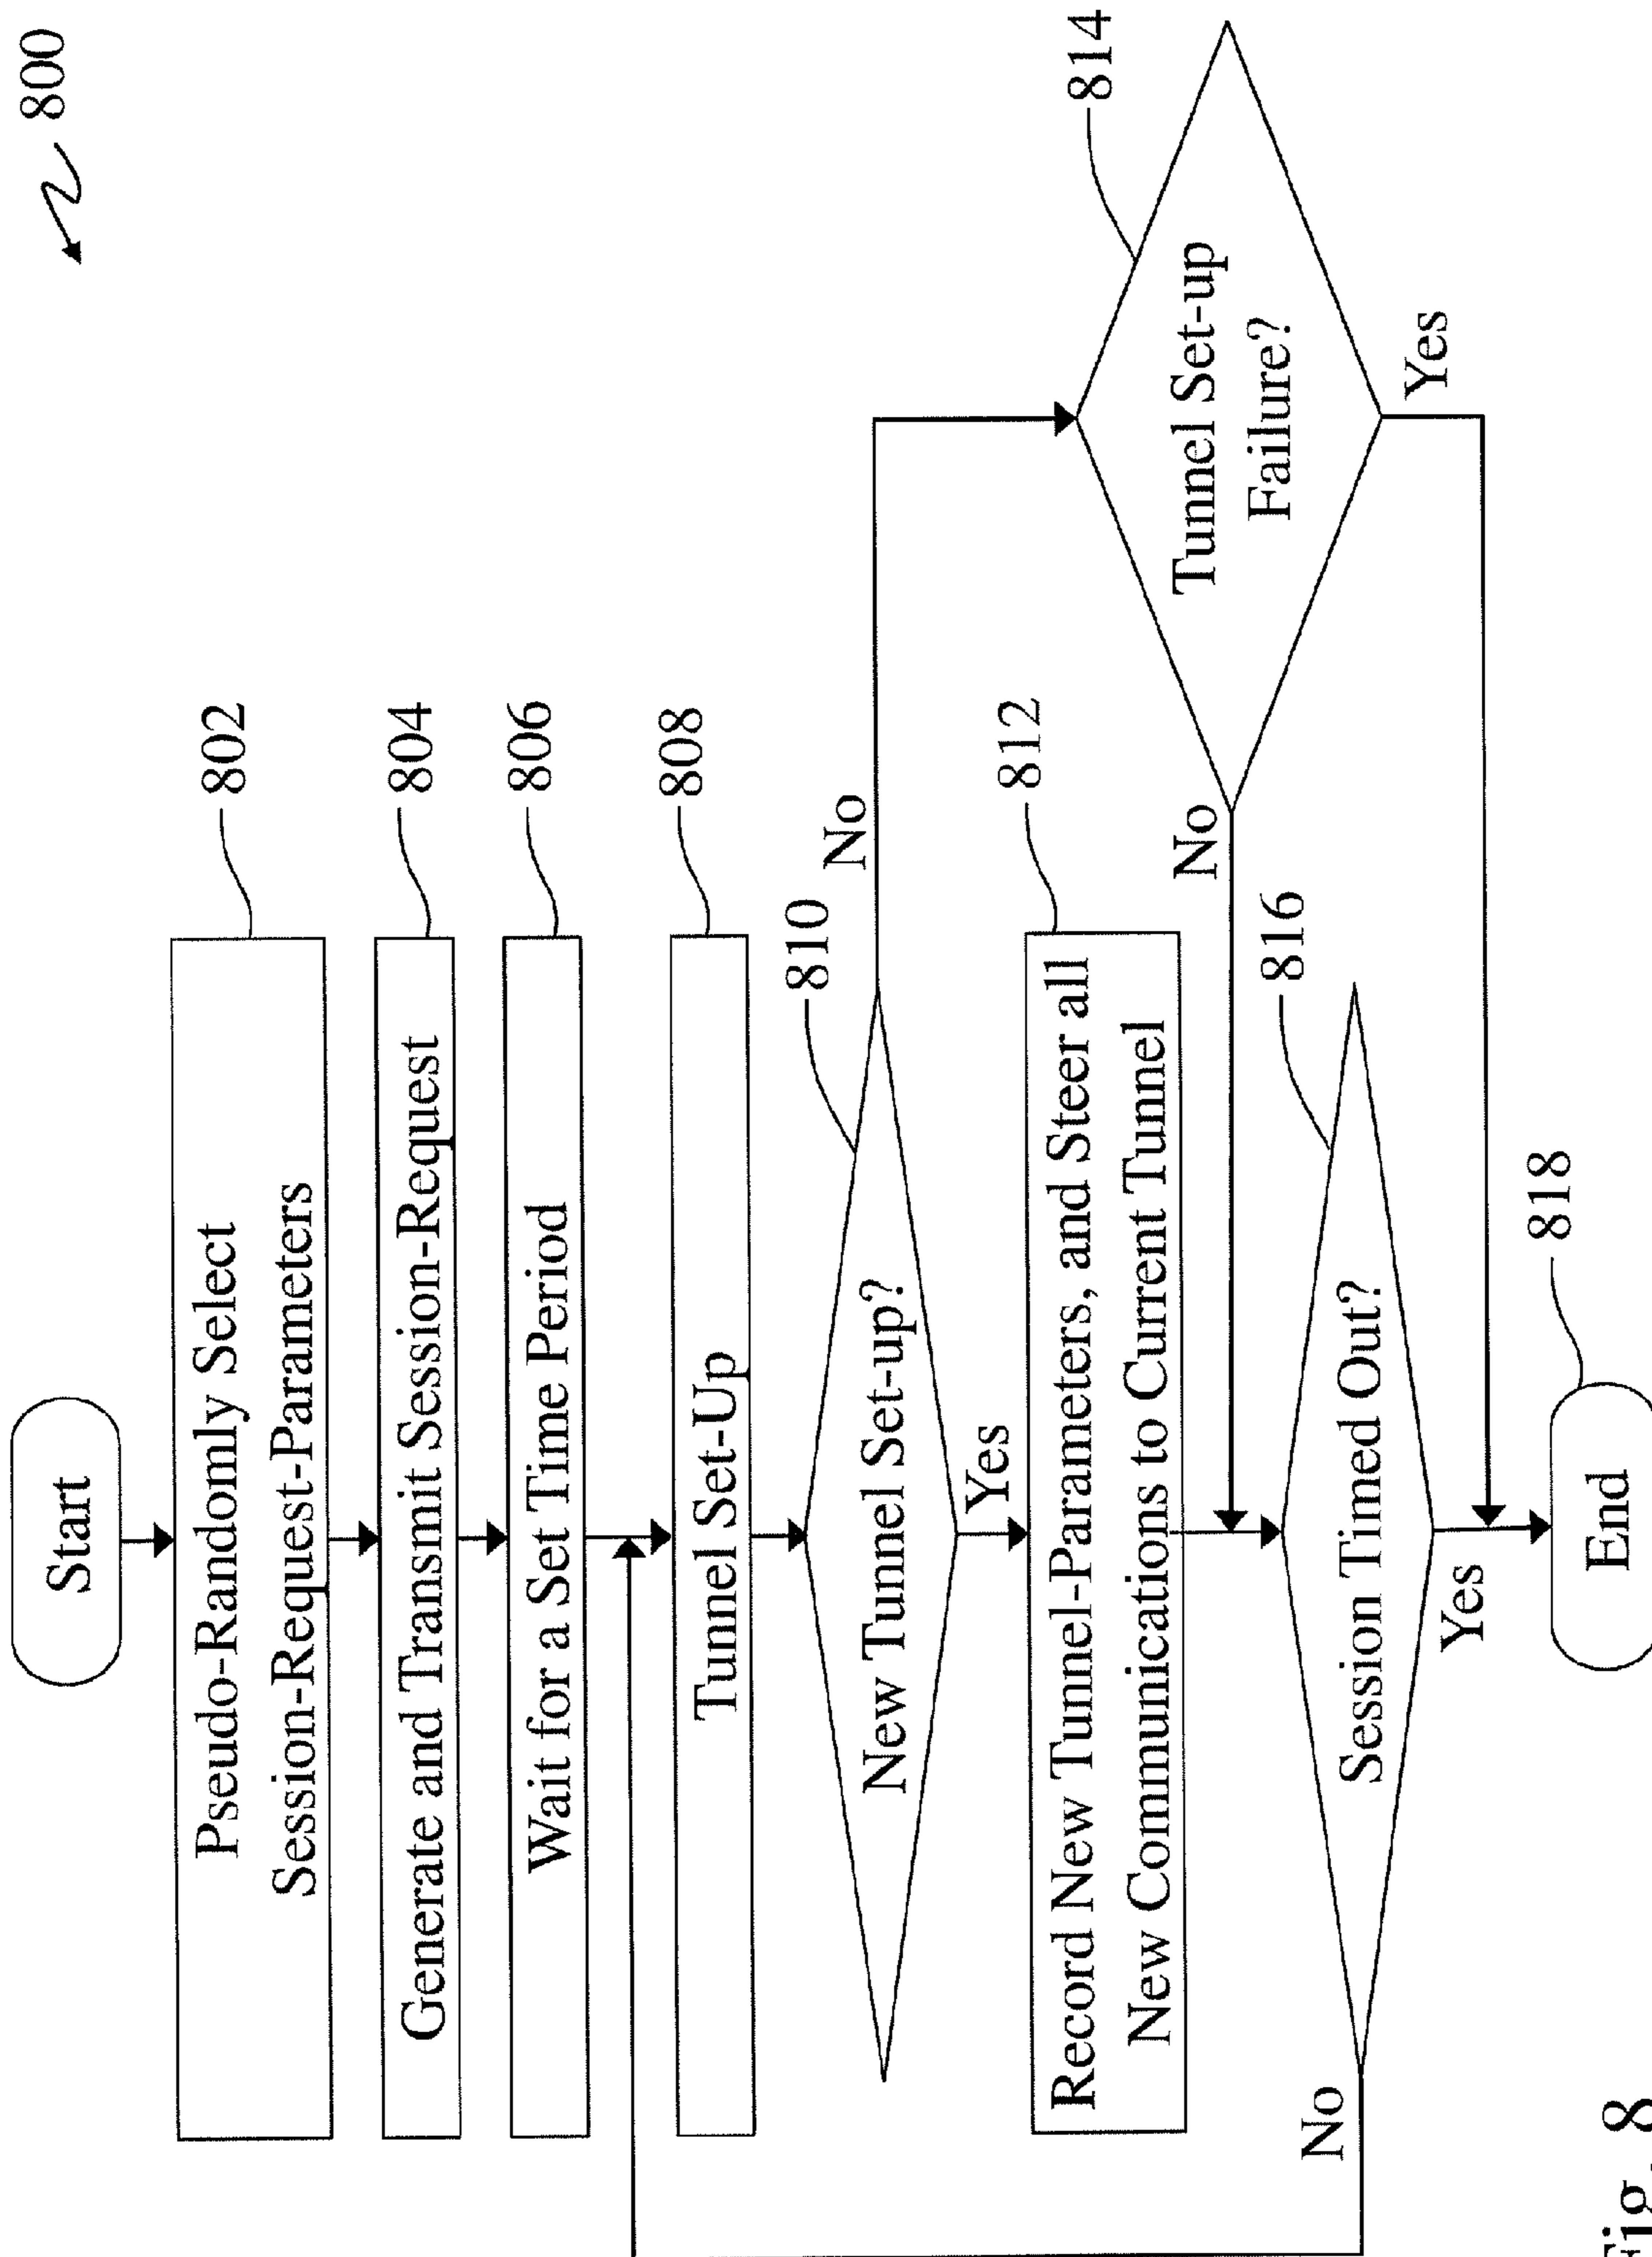 800
Start
Pseudo-Randomly Select
Session-Request-Parameters
802
Generate and Transmit Session-Request
804
Wait for a Set Time Period
806
Tunnel Set-Up
808
New Tunnel Set-up?
810
No
Yes
Record New Tunnel-Parameters, and Steer all
New Communications to Current Tunnel
812
Tunnel Set-up
Failure?
814
No
Yes
Session Timed Out?
816
No
Yes
End
818
Fig. 8